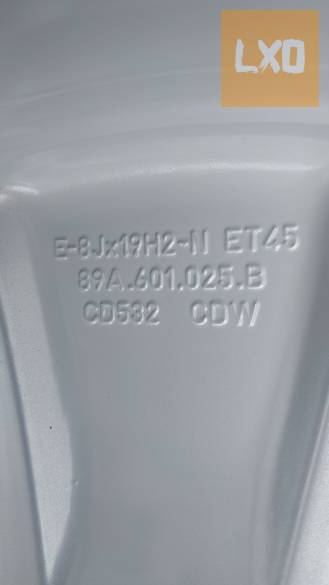 LXO
E-8Jx19H2-N ET45
89A.601.025.B
CD532 CDW